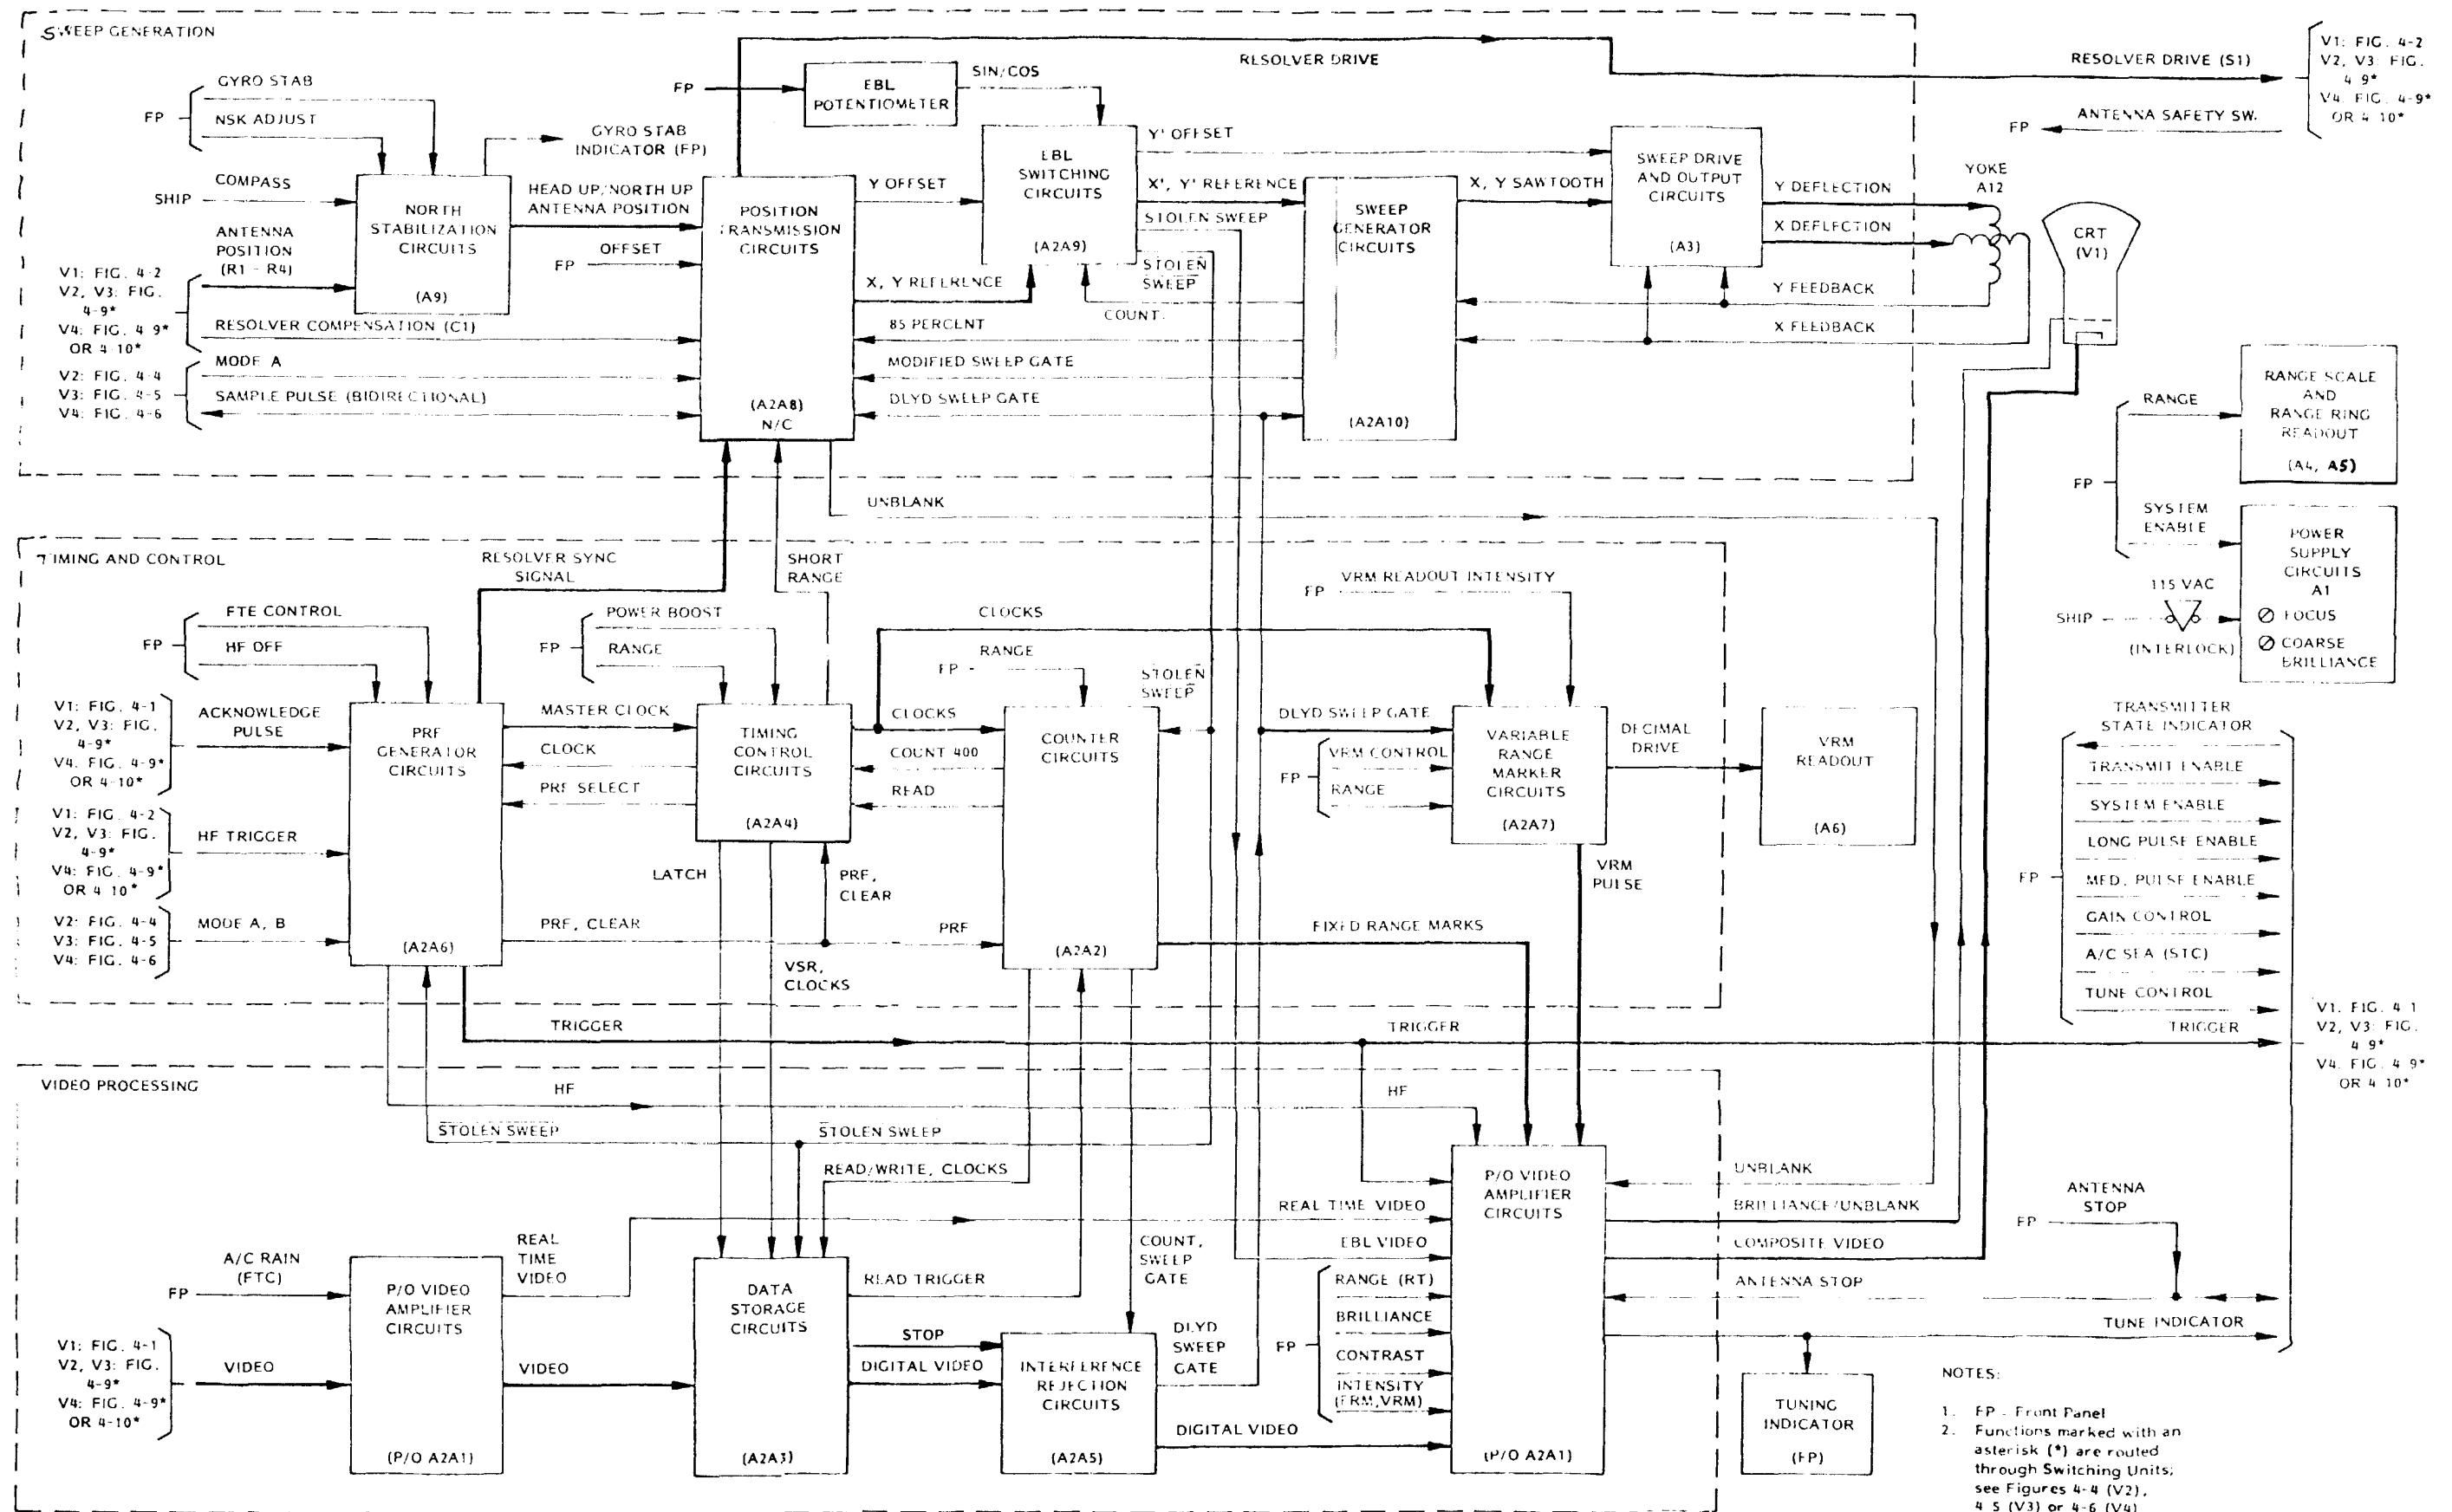 SWEEP GENERATION
GYRO STAB
FP
NSK ADJUST
GYRO STAB
INDICATOR (FP)
COMPASS
SHIP
ANTENNA
POSITION
(R1 - R4)
V1: FIG. 4-2
V2, V3: FIG.
4-9*
V4: FIG. 4-9*
OR 4-10*
RESOLVER COMPENSATION (C1)
MODE A
V2: FIG. 4-4
V3: FIG. 4-5
V4: FIG. 4-6
SAMPLE PULSE (BIDIRECTIONAL)
NORTH
STABILIZATION
CIRCUITS
(A9)
HEAD UP/NORTH UP
ANTENNA POSITION
OFFSET
FP
POSITION
TRANSMISSION
CIRCUITS
(A2A8)
N/C
FP
EBL
POTENTIOMETER
SIN/COS
RESOLVER DRIVE
Y OFFSET
X, Y REFERENCE
85 PERCENT
MODIFIED SWEEP GATE
DLYD SWEEP GATE
EBL
SWITCHING
CIRCUITS
(A2A9)
Y' OFFSET
X', Y' REFERENCE
STOLEN SWEEP
STOLEN
SWEEP
COUNT.
SWEEP
GENERATOR
CIRCUITS
(A2A10)
X, Y SAWTOOTH
SWEEP DRIVE
AND OUTPUT
CIRCUITS
(A3)
Y DEFLECTION
X DEFLECTION
Y FEEDBACK
X FEEDBACK
YOKE
A12
CRT
(V1)
RESOLVER DRIVE (S1)
V1: FIG. 4-2
V2, V3: FIG.
4 9*
V4. FIG. 4-9*
OR 4 10*
ANTENNA SAFETY SW.
FP
RANGE
FP
SYSTEM
ENABLE
RANGE SCALE
AND
RANGE RING
READOUT
(A4, A5)
115 VAC
SHIP
(INTERLOCK)
POWER
SUPPLY
CIRCUITS
A1
FOCUS
COARSE
BRILLIANCE
UNBLANK
TIMING AND CONTROL
RESOLVER SYNC
SIGNAL
SHORT
RANGE
FTE CONTROL
FP
HF OFF
V1: FIG. 4-1
V2, V3: FIG.
4-9*
V4. FIG. 4-9*
OR 4-10*
ACKNOWLEDGE
PULSE
V1: FIG. 4-2
V2, V3: FIG.
4-9*
V4: FIG. 4-9*
OR 4 10*
HF TRIGGER
V2: FIG. 4-4
V3: FIG. 4-5
V4: FIG. 4-6
MODE A, B
PRF
GENERATOR
CIRCUITS
(A2A6)
POWER BOOST
FP
RANGE
MASTER CLOCK
CLOCK
PRF SELECT
TIMING
CONTROL
CIRCUITS
(A2A4)
LATCH
PRF,
CLEAR
PRF, CLEAR
PRF
VSR,
CLOCKS
CLOCKS
RANGE
FP
CLOCKS
COUNT 400
READ
COUNTER
CIRCUITS
(A2A2)
STOLEN
SWEEP
VRM READOUT INTENSITY
FP
DLYD SWEEP GATE
VRM CONTROL
FP
RANGE
VARIABLE
RANGE
MARKER
CIRCUITS
(A2A7)
DECIMAL
DRIVE
VRM
READOUT
(A6)
VRM
PULSE
FIXED RANGE MARKS
TRANSMITTER
STATE INDICATOR
TRANSMIT ENABLE
SYSTEM ENABLE
LONG PULSE ENABLE
FP
MED. PULSE ENABLE
GAIN CONTROL
A/C SEA (STC)
TUNE CONTROL
TRIGGER
TRIGGER
TRIGGER
V1. FIG. 4 1
V2, V3: FIG.
4 9*
V4. FIG. 4 9*
OR 4 10*
VIDEO PROCESSING
HF
HF
STOLEN SWEEP
STOLEN SWEEP
READ/WRITE, CLOCKS
REAL
TIME
VIDEO
A/C RAIN
(FTC)
FP
V1: FIG. 4-1
V2, V3: FIG.
4-9*
V4: FIG. 4-9*
OR 4-10*
VIDEO
P/O VIDEO
AMPLIFIER
CIRCUITS
(P/O A2A1)
VIDEO
DATA
STORAGE
CIRCUITS
(A2A3)
READ TRIGGER
STOP
DIGITAL VIDEO
COUNT,
SWEEP
GATE
INTERFERENCE
REJECTION
CIRCUITS
(A2A5)
DLYD
SWEEP
GATE
DIGITAL VIDEO
REAL TIME VIDEO
EBL VIDEO
RANGE (RT)
BRILLIANCE
FP
CONTRAST
INTENSITY
(FRM,VRM)
P/O VIDEO
AMPLIFIER
CIRCUITS
(P/O A2A1)
UNBLANK
BRILLIANCE/UNBLANK
COMPOSITE VIDEO
ANTENNA STOP
ANTENNA
STOP
FP
TUNE INDICATOR
TUNING
INDICATOR
(FP)
NOTES:
1. FP - Front Panel
2. Functions marked with an
asterisk (*) are routed
through Switching Units;
see Figures 4-4 (V2),
4 5 (V3) or 4-6 (V4)